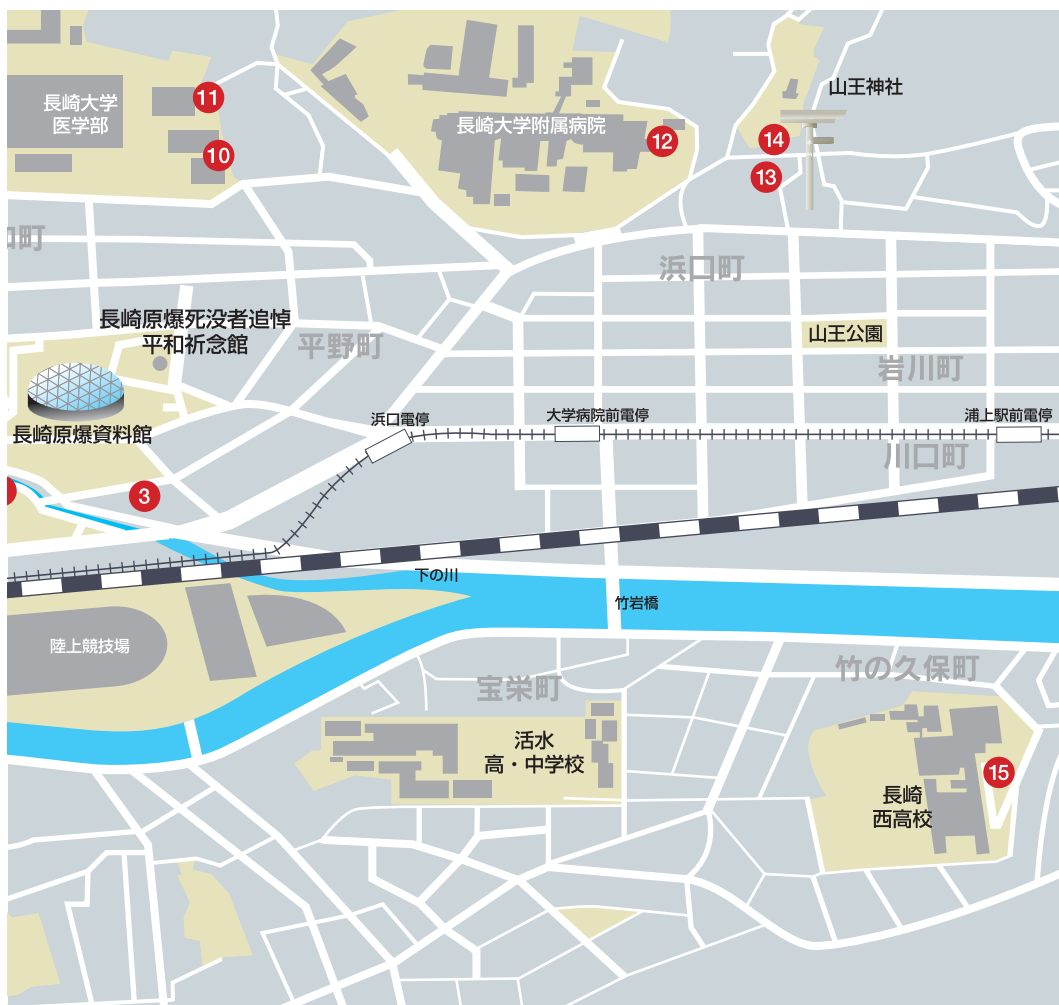 11
長崎大学
医学部
10
長崎大学附属病院
12
山王神社
14
13
口町
浜口町
長崎原爆死没者追悼
平和祈念館
平野町
山王公園
岩川町
長崎原爆資料館
浜口電停
大学病院前電停
浦上駅前電停
川口町
3
下の川
竹岩橋
陸上競技場
宝栄町
竹の久保町
活水
高・中学校
15
長崎
西高校